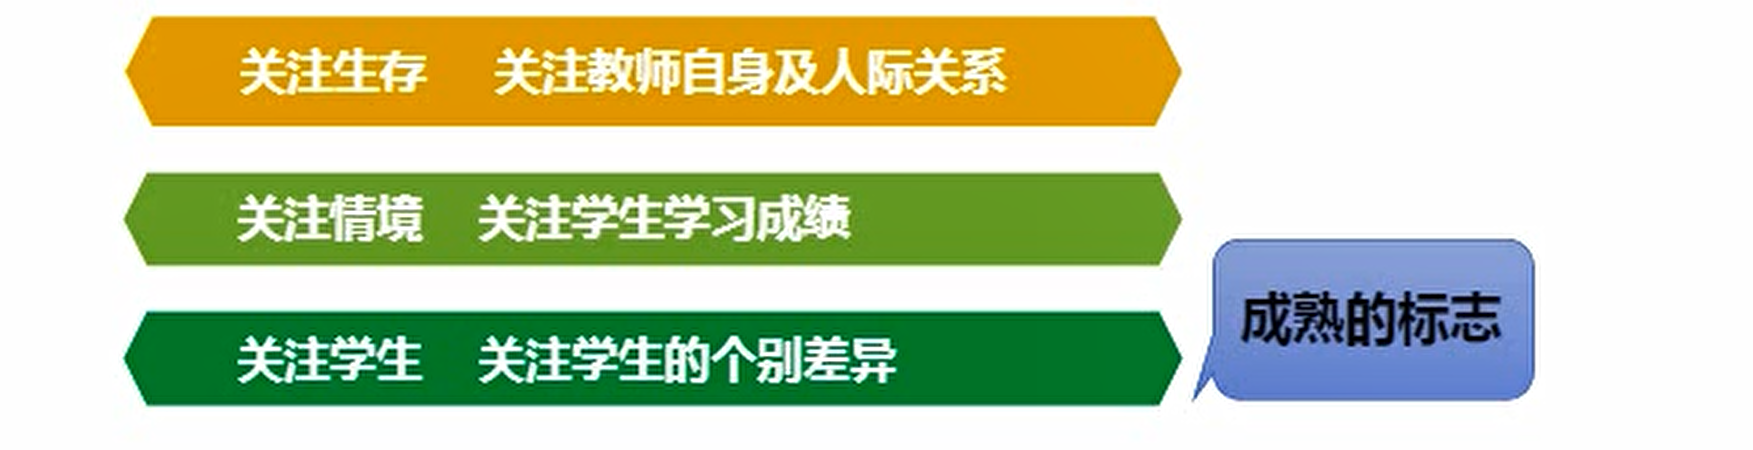 关注生存 关注教师自身及人际关系
关注情境 关注学生学习成绩
成熟的标志
关注学生 关注学生的个别差异